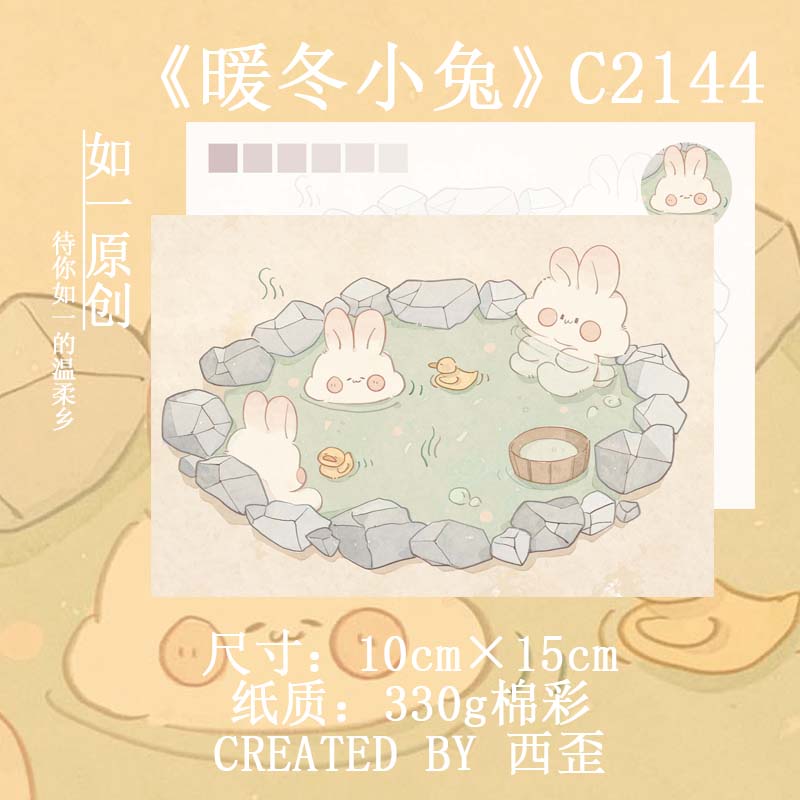 《暖冬小兔》C2144
如一原创
待你如一的温柔乡
尺寸：10cm×15cm
纸质：330g棉彩
CREATED BY 西歪